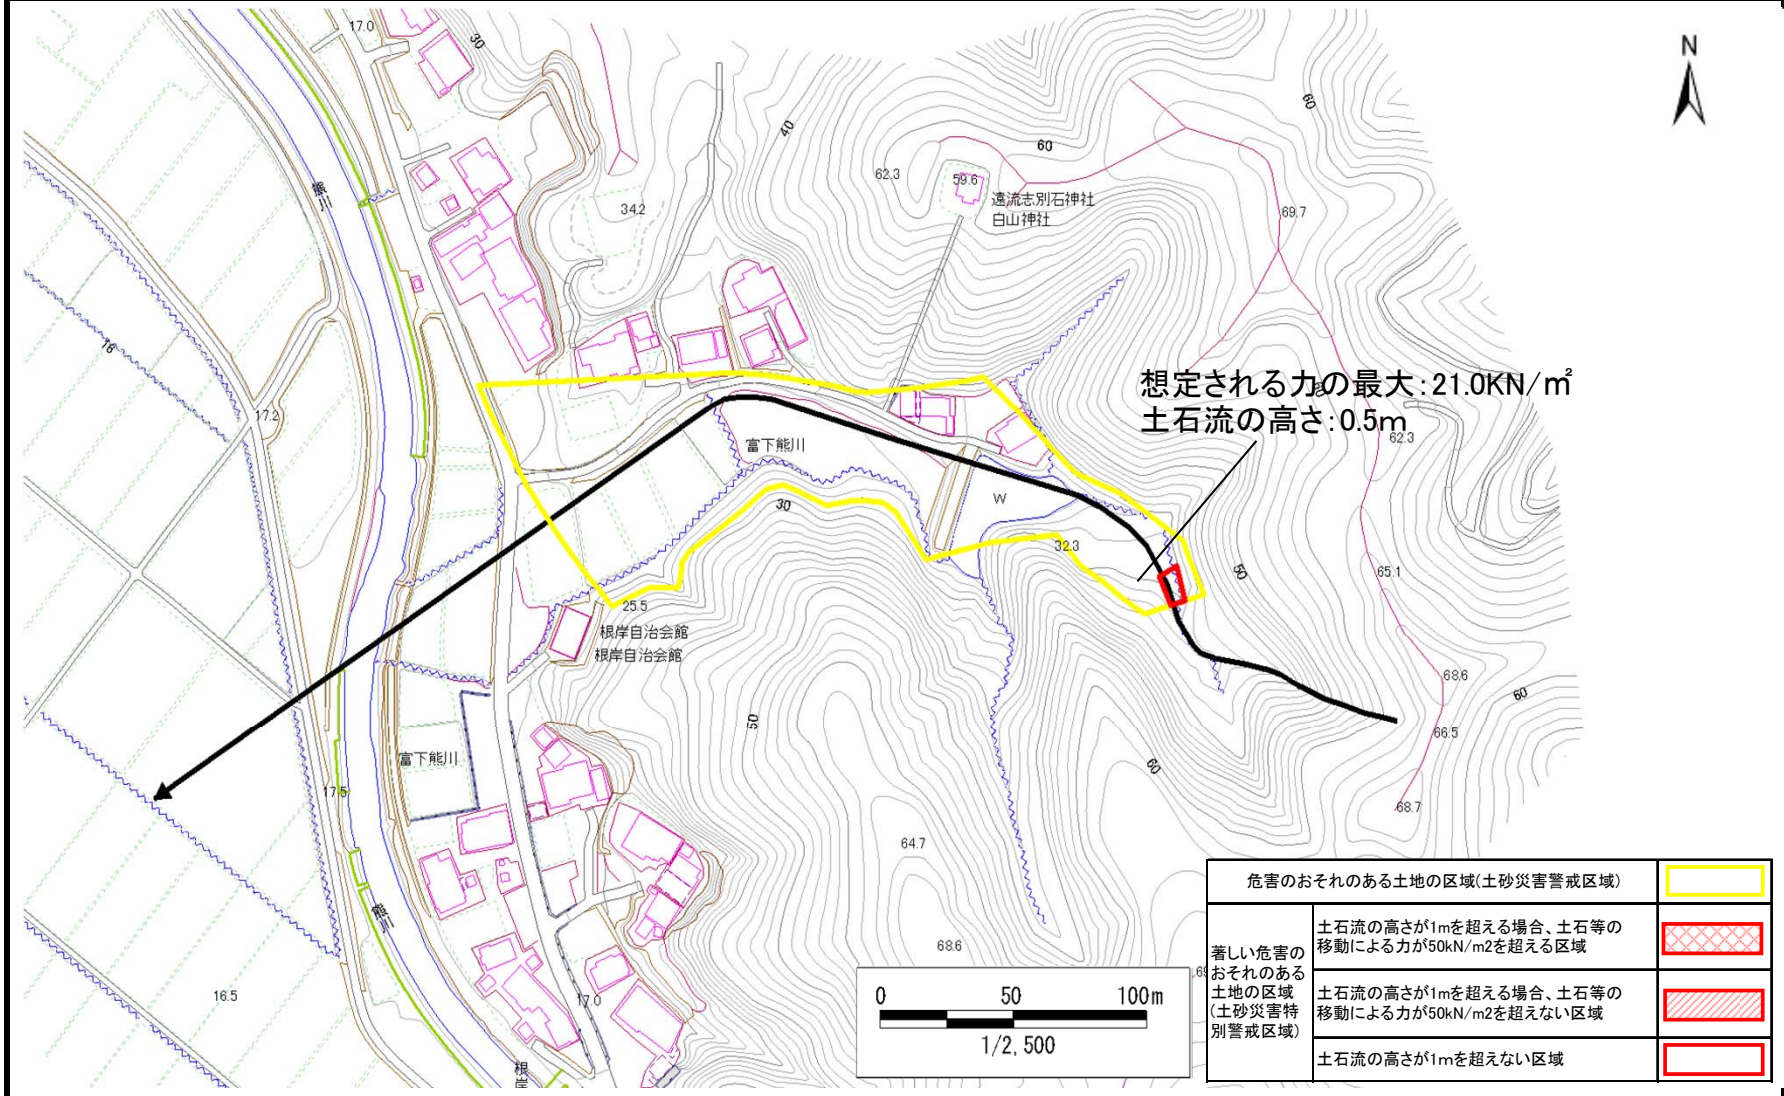 17.0
30
N
40
60
60
熊川
62.3
59.6
遠流志別石神社
白山神社
34.2
69.7
16
17.2
想定される力の最大：21.0KN/㎡
土石流の高さ：0.5m
62.3
富下熊川
W
30
32.3
50
65.1
25.5
根岸自治会館
根岸自治会館
68.6
60
66.5
50
富下熊川
60
17.5
68.7
64.7
熊川
68.6
16.5
17.0
根岸
0 50 100m
1/2,500
危害のおそれのある土地の区域(土砂災害警戒区域)
著しい危害の
おそれのある
土地の区域
(土砂災害特
別警戒区域)
土石流の高さが1mを超える場合、土石等の
移動による力が50kN/m2を超える区域
土石流の高さが1mを超える場合、土石等の
移動による力が50kN/m2を超えない区域
土石流の高さが1mを超えない区域